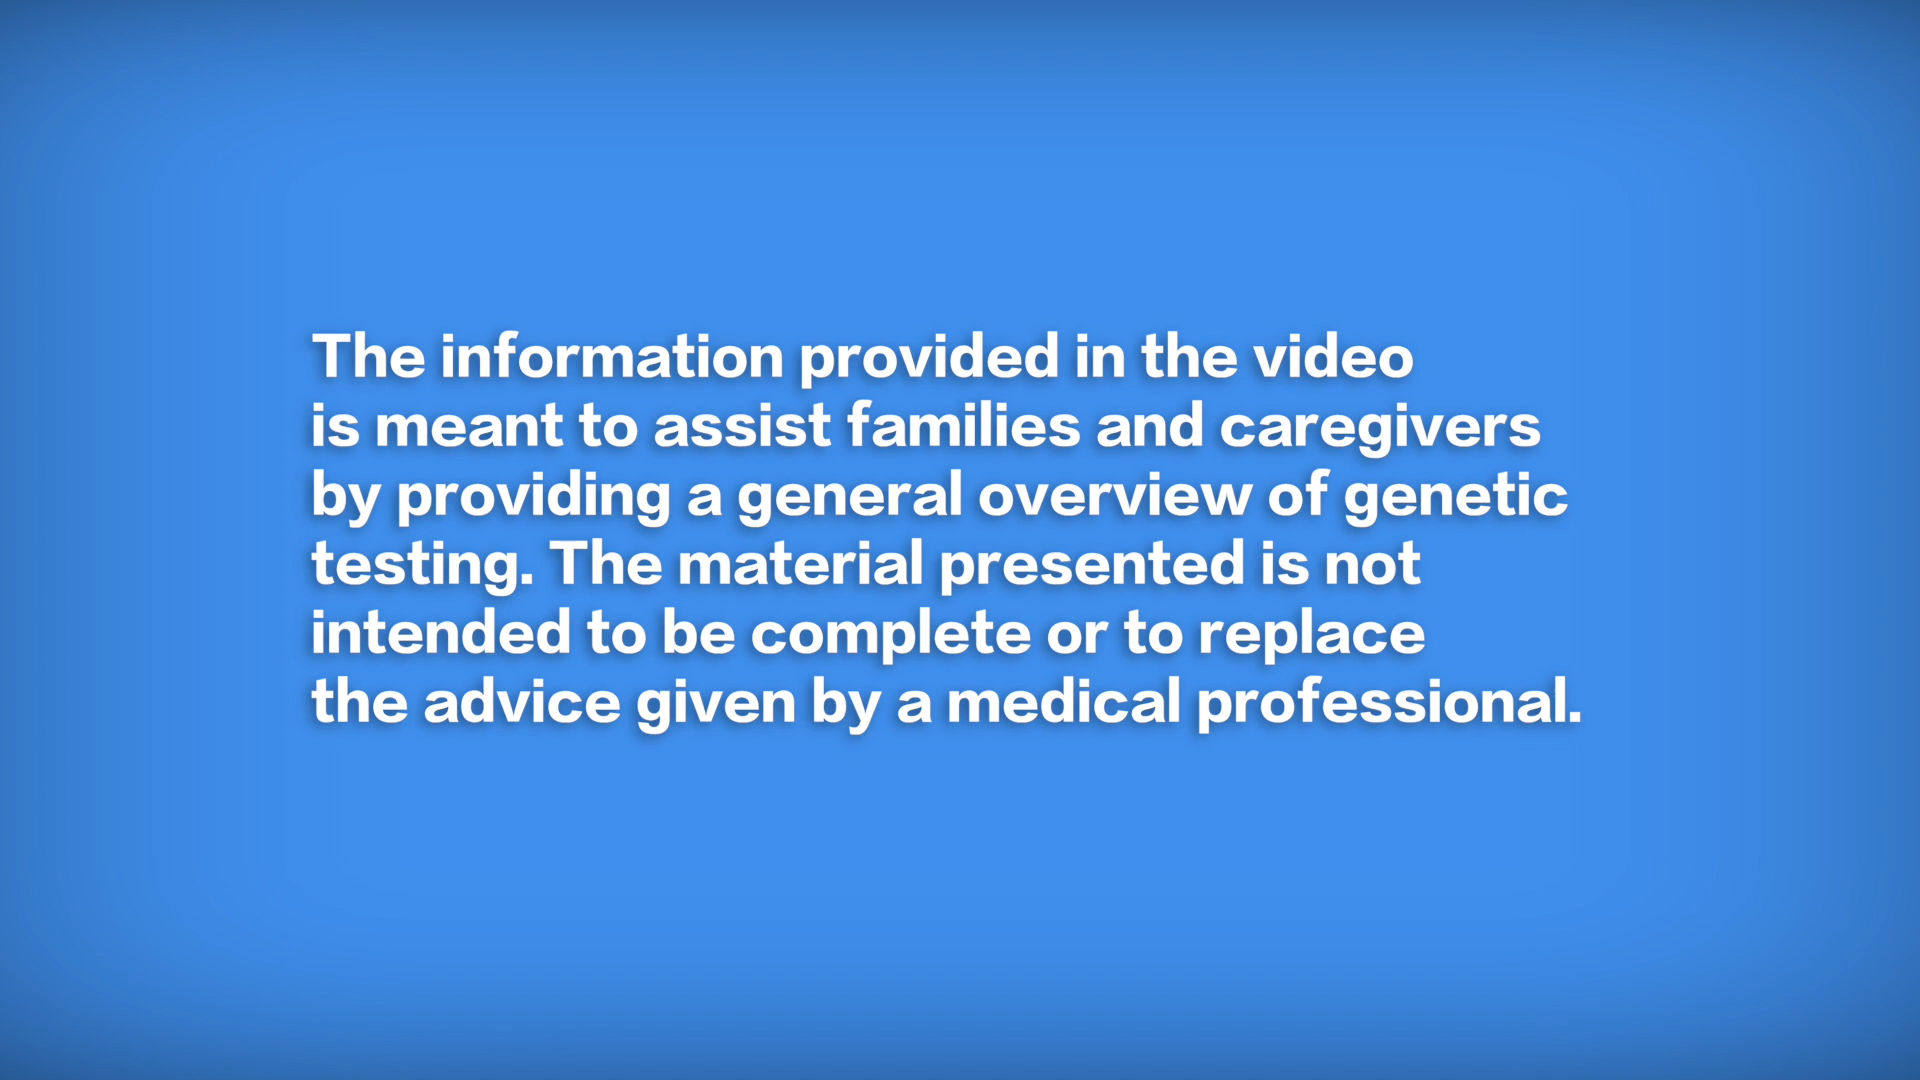 The information provided in the video
is meant to assist families and caregivers
by providing a general overview of genetic
testing. The material presented is not
intended to be complete or to replace
the advice given by a medical professional.